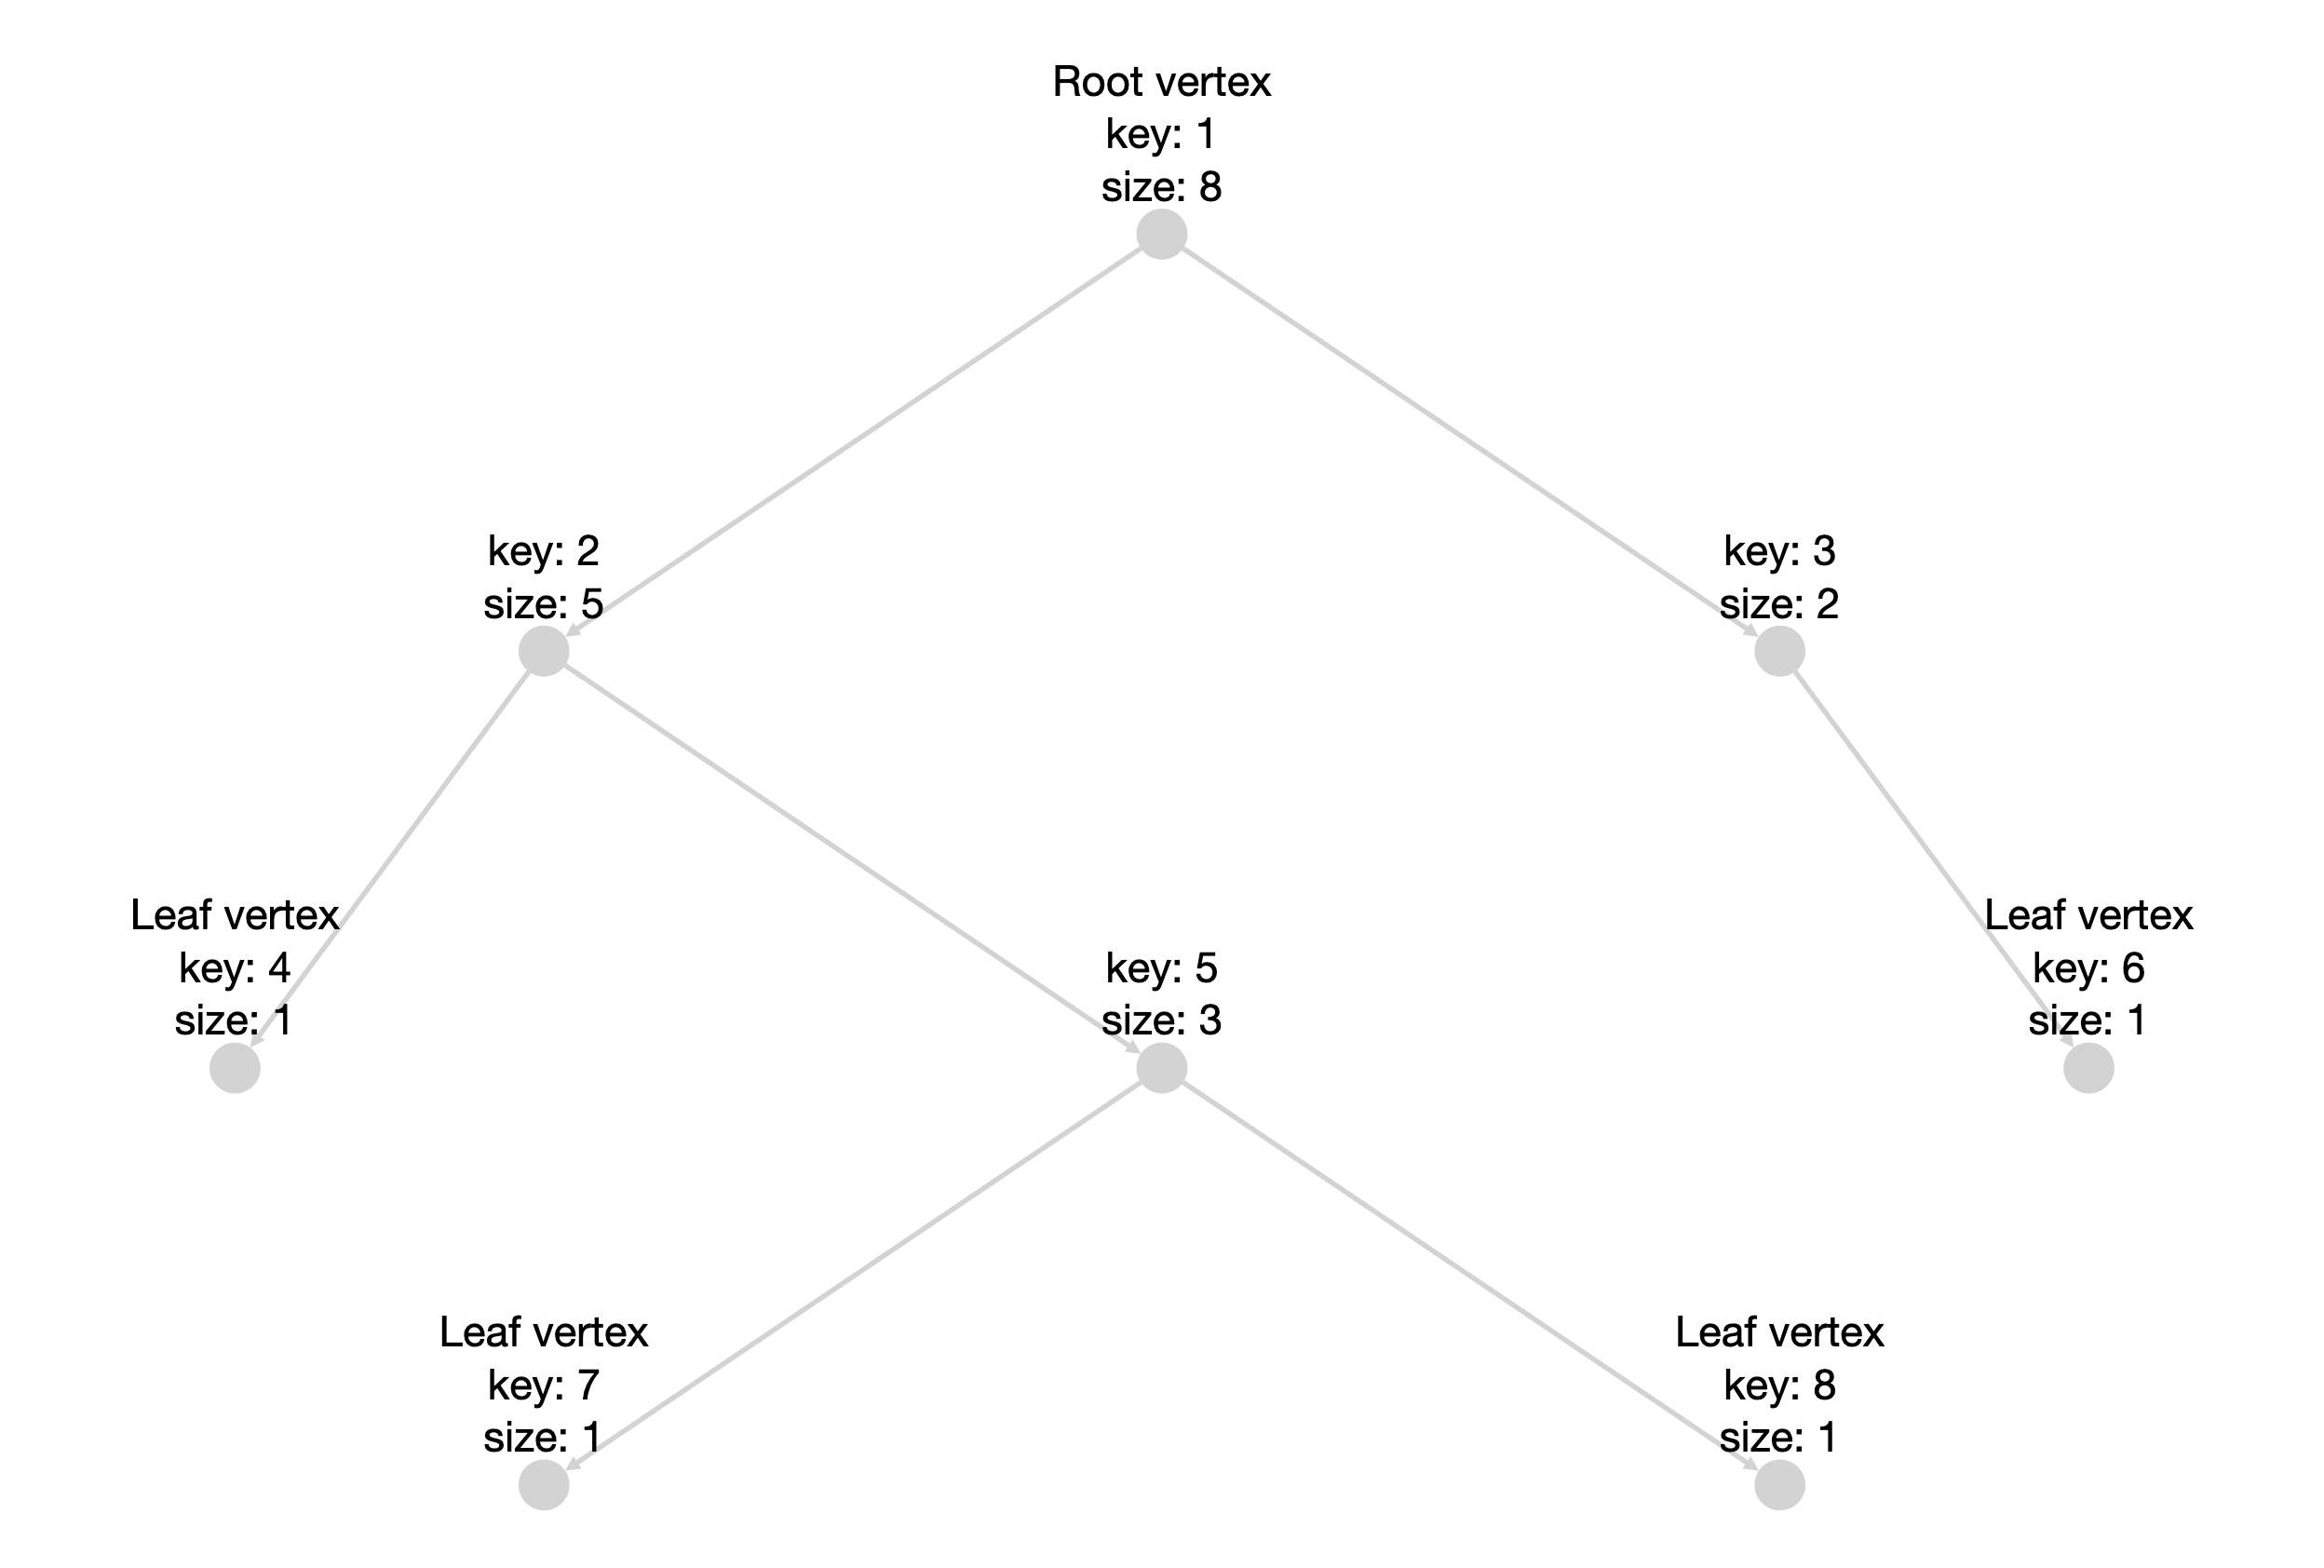 Root vertex
key: 1
size: 8
key: 2
size: 5
key: 3
size: 2
Leaf vertex
key: 4
size: 1
key: 5
size: 3
Leaf vertex
key: 6
size: 1
Leaf vertex
key: 7
size: 1
Leaf vertex
key: 8
size: 1